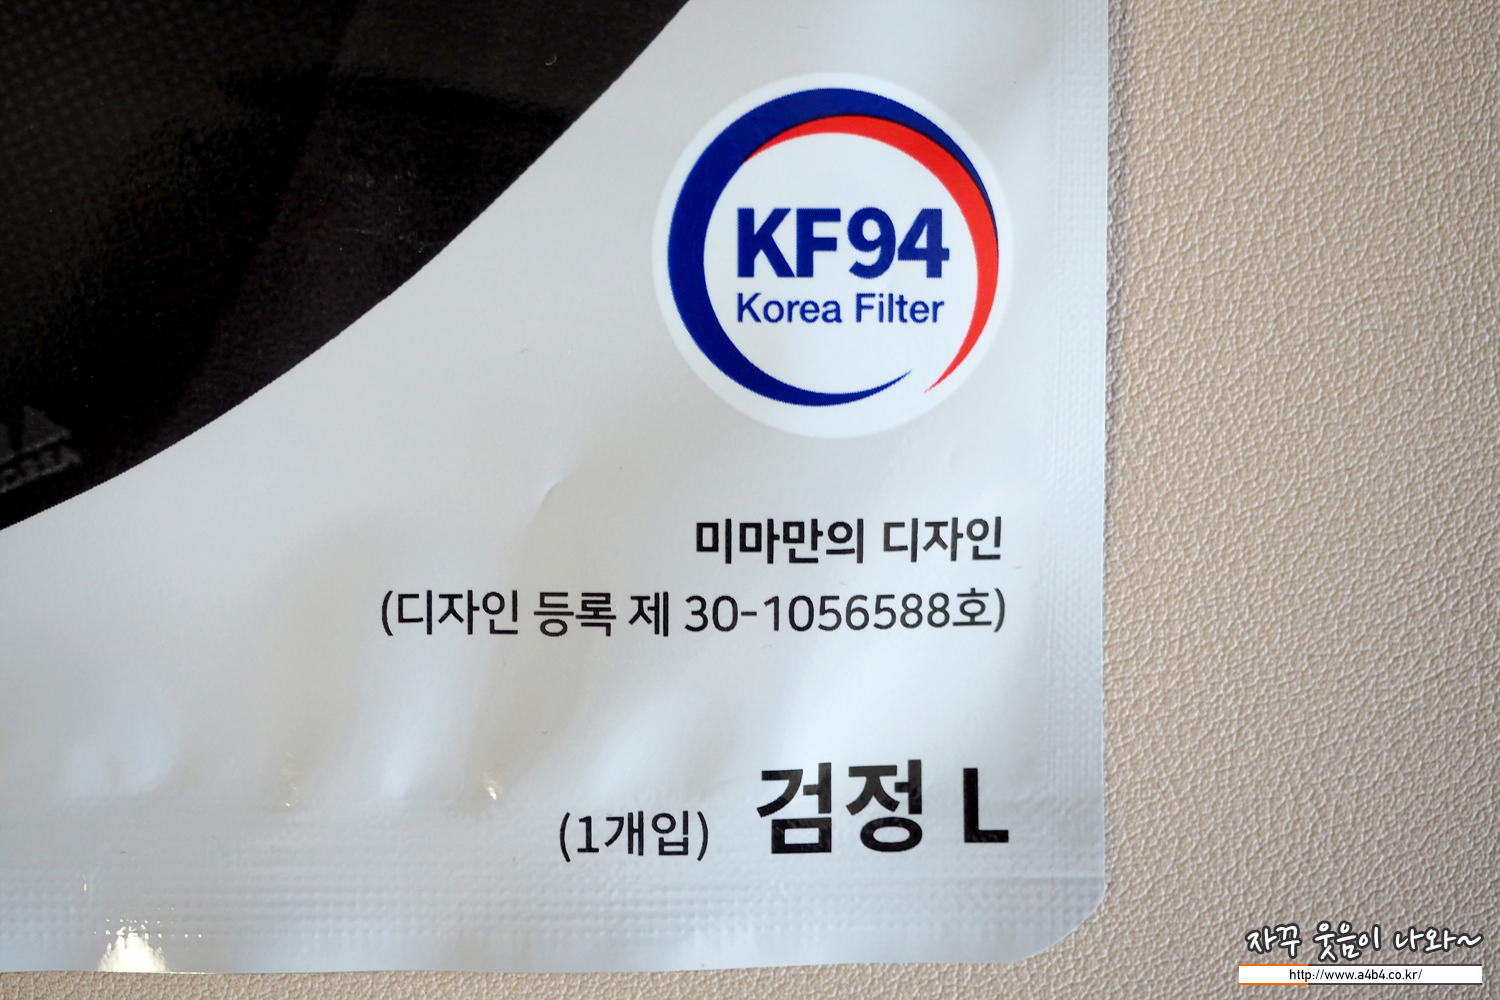 KF94
Korea Filter
미마만의 디자인
(디자인 등록 제 30-1056588호)
(1개입) 검정 L
자꾸 웃음이 나와~
http://www.a4b4.co.kr/